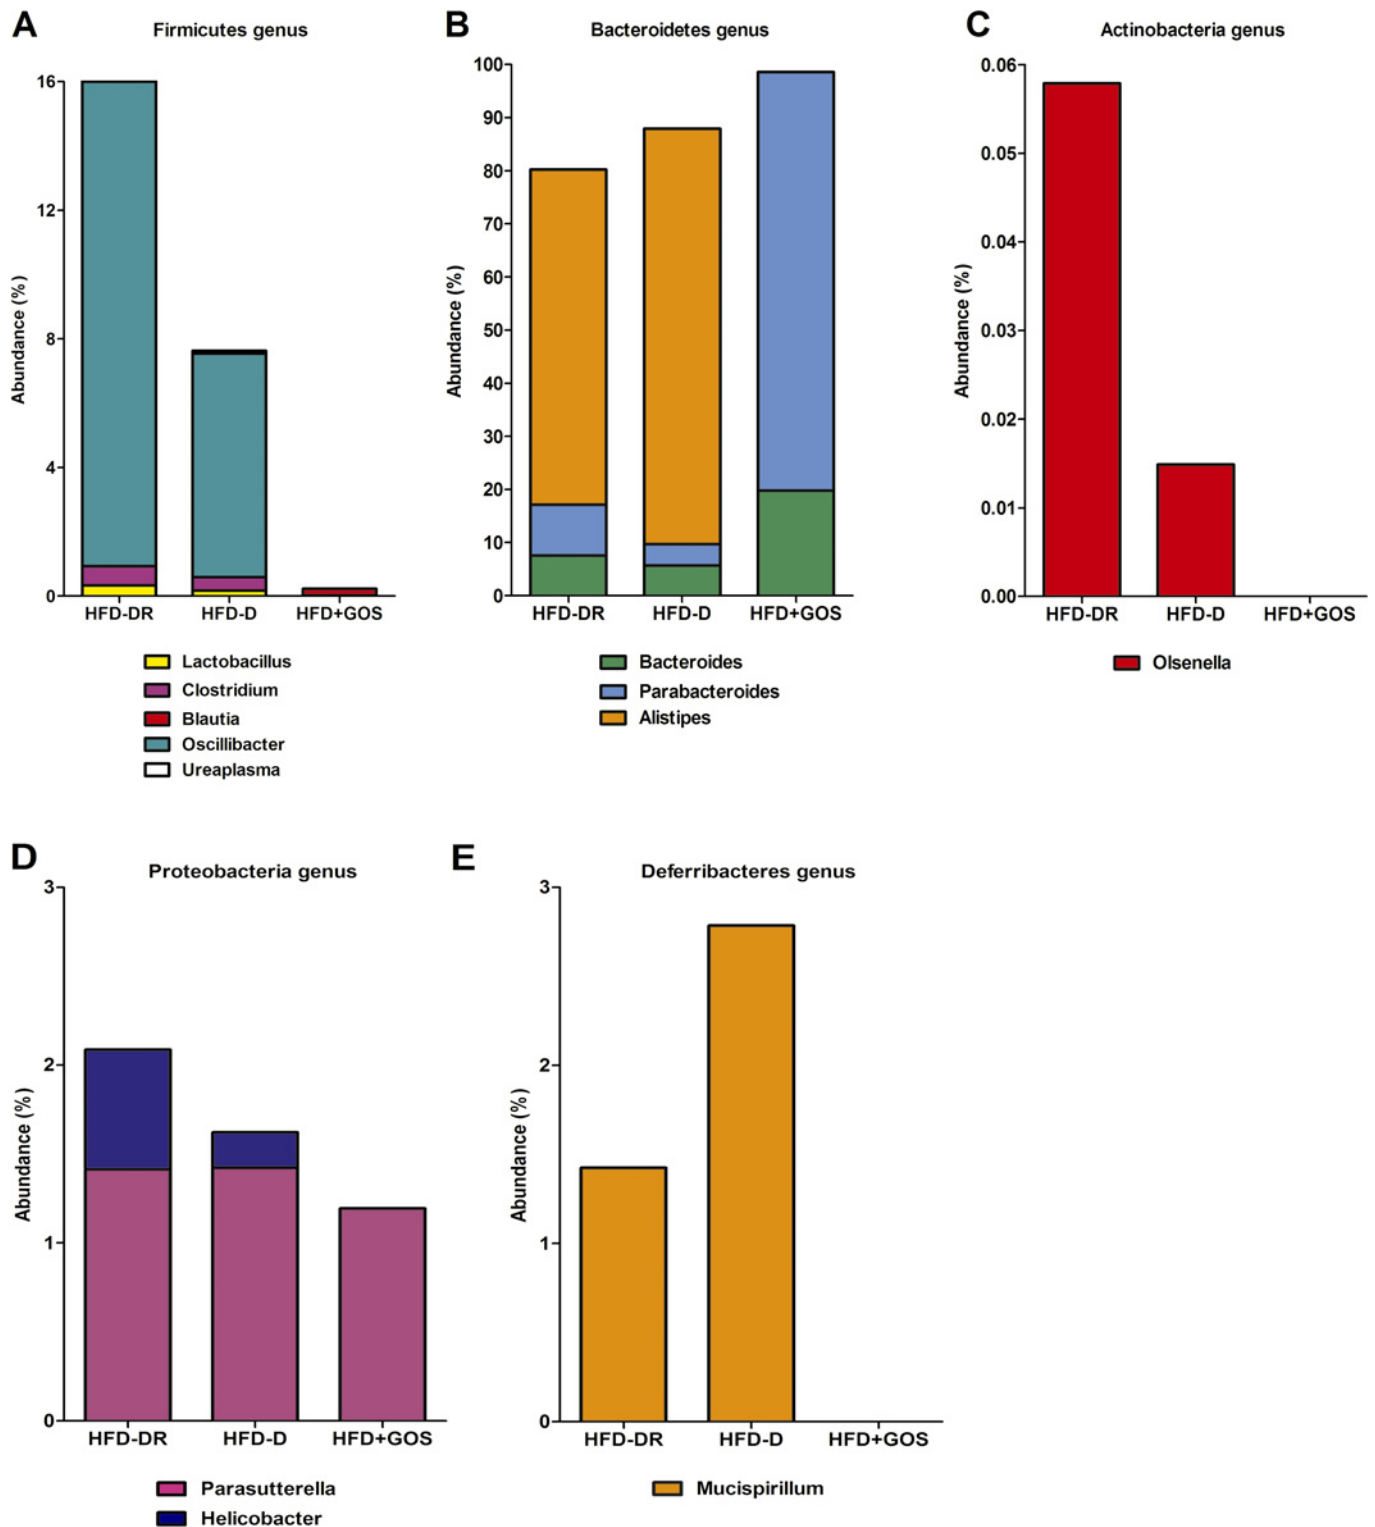 A
Firmicutes genus
Abundance (%)
16
12
8
4
0
HFD-DR HFD-D HFD+GOS
Lactobacillus
Clostridium
Blautia
Oscillibacter
Ureaplasma
B
Bacteroidetes genus
Abundance (%)
100
90
80
70
60
50
40
30
20
10
0
HFD-DR HFD-D HFD+GOS
Bacteroides
Parabacteroides
Alistipes
C
Actinobacteria genus
Abundance (%)
0.06
0.05
0.04
0.03
0.02
0.01
0.00
HFD-DR HFD-D HFD+GOS
Olsenella
D
Proteobacteria genus
Abundance (%)
3
2
1
0
HFD-DR HFD-D HFD+GOS
Parasutterella
Helicobacter
E
Deferribacteres genus
Abundance (%)
3
2
1
0
HFD-DR HFD-D HFD+GOS
Mucispirillum